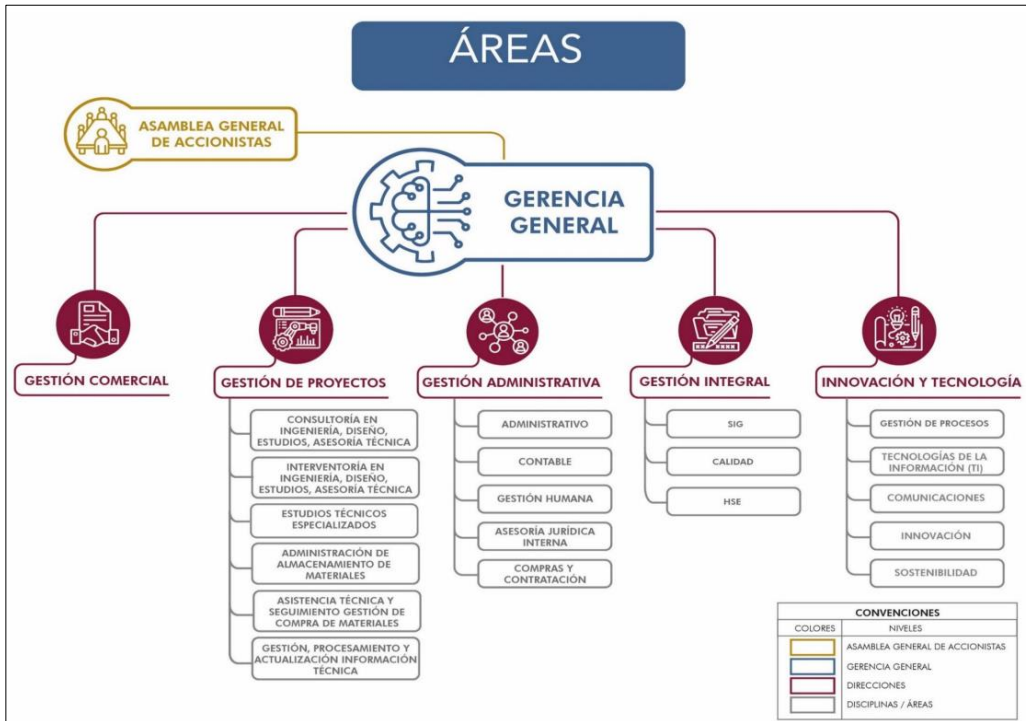 ÁREAS
ASAMBLEA GENERAL
DE ACCIONISTAS
GERENCIA
GENERAL
GESTIÓN COMERCIAL
GESTIÓN DE PROYECTOS
CONSULTORÍA EN
INGENIERÍA, DISEÑO,
ESTUDIOS, ASESORÍA TÉCNICA
INTERVENTORÍA EN
INGENIERÍA, DISEÑO,
ESTUDIOS, ASESORÍA TÉCNICA
ESTUDIOS TÉCNICOS
ESPECIALIZADOS
ADMINISTRACIÓN DE
ALMACENAMIENTO DE
MATERIALES
ASISTENCIA TÉCNICA Y
SEGUIMIENTO GESTIÓN DE
COMPRA DE MATERIALES
GESTIÓN, PROCESAMIENTO Y
ACTUALIZACIÓN INFORMACIÓN
TÉCNICA
GESTIÓN ADMINISTRATIVA
ADMINISTRATIVO
CONTABLE
GESTIÓN HUMANA
ASESORÍA JURÍDICA
INTERNA
COMPRAS Y
CONTRATACIÓN
GESTIÓN INTEGRAL
SIG
CALIDAD
HSE
INNOVACIÓN Y TECNOLOGÍA
GESTIÓN DE PROCESOS
TECNOLOGÍAS DE LA
INFORMACIÓN (TI)
COMUNICACIONES
INNOVACIÓN
SOSTENIBILIDAD
CONVENCIONES
COLORES NIVELES
ASAMBLEA GENERAL DE ACCIONISTAS
GERENCIA GENERAL
DIRECCIONES
DISCIPLINAS / ÁREAS